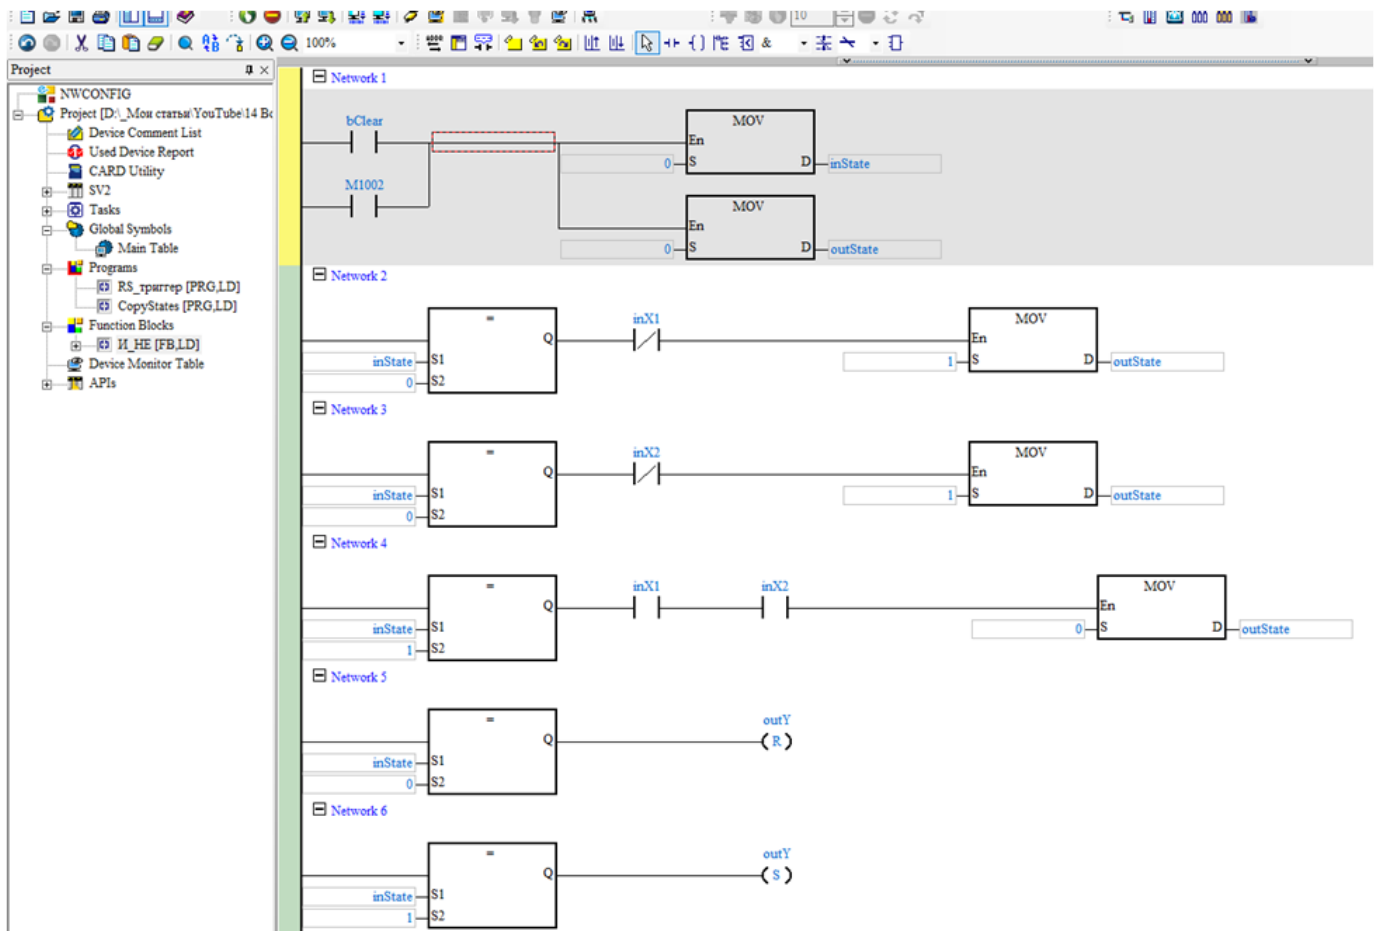 10
100%
&
Project
NWCONFIG
Project [D:\_Мои статьи\YouTube\14 Вс
Device Comment List
Used Device Report
CARD Utility
SV2
Tasks
Global Symbols
Main Table
Programs
RS_триггер [PRG,LD]
CopyStates [PRG,LD]
Function Blocks
И_НЕ [FB,LD]
Device Monitor Table
APIs
Network 1
bClear
MOV
En
0 S D inState
M1002
MOV
En
0 S D outState
Network 2
= inX1 MOV
Q En
inState S1 1 S D outState
0 S2
Network 3
= inX2 MOV
Q En
inState S1 1 S D outState
0 S2
Network 4
= inX1 inX2 MOV
Q En
inState S1 0 S D outState
1 S2
Network 5
= outY
Q R
inState S1
0 S2
Network 6
= outY
Q S
inState S1
1 S2